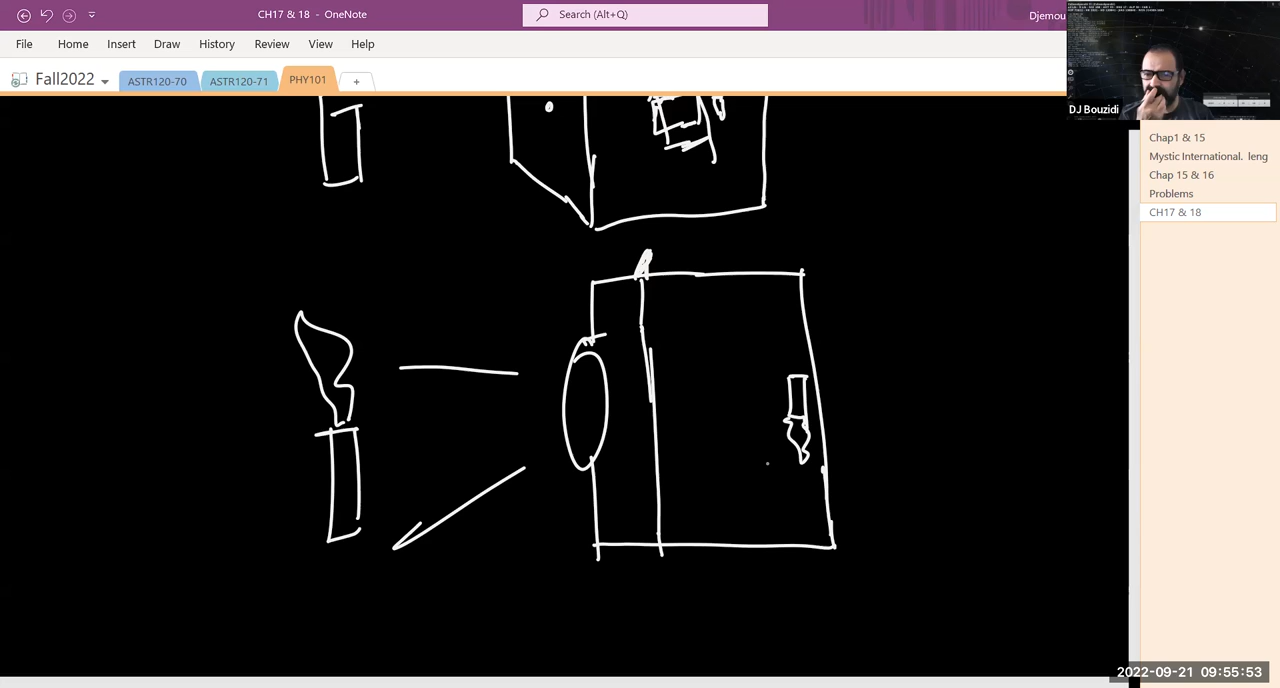 CH17 & 18 - OneNote
Search (Alt+Q)
Djemou
File Home Insert Draw History Review View Help
Fall2022 ASTR120-70 ASTR120-71 PHY101 +
DJ Bouzidi
Chap1 & 15
Mystic International. leng
Chap 15 & 16
Problems
CH17 & 18
2022-09-21 09:55:53